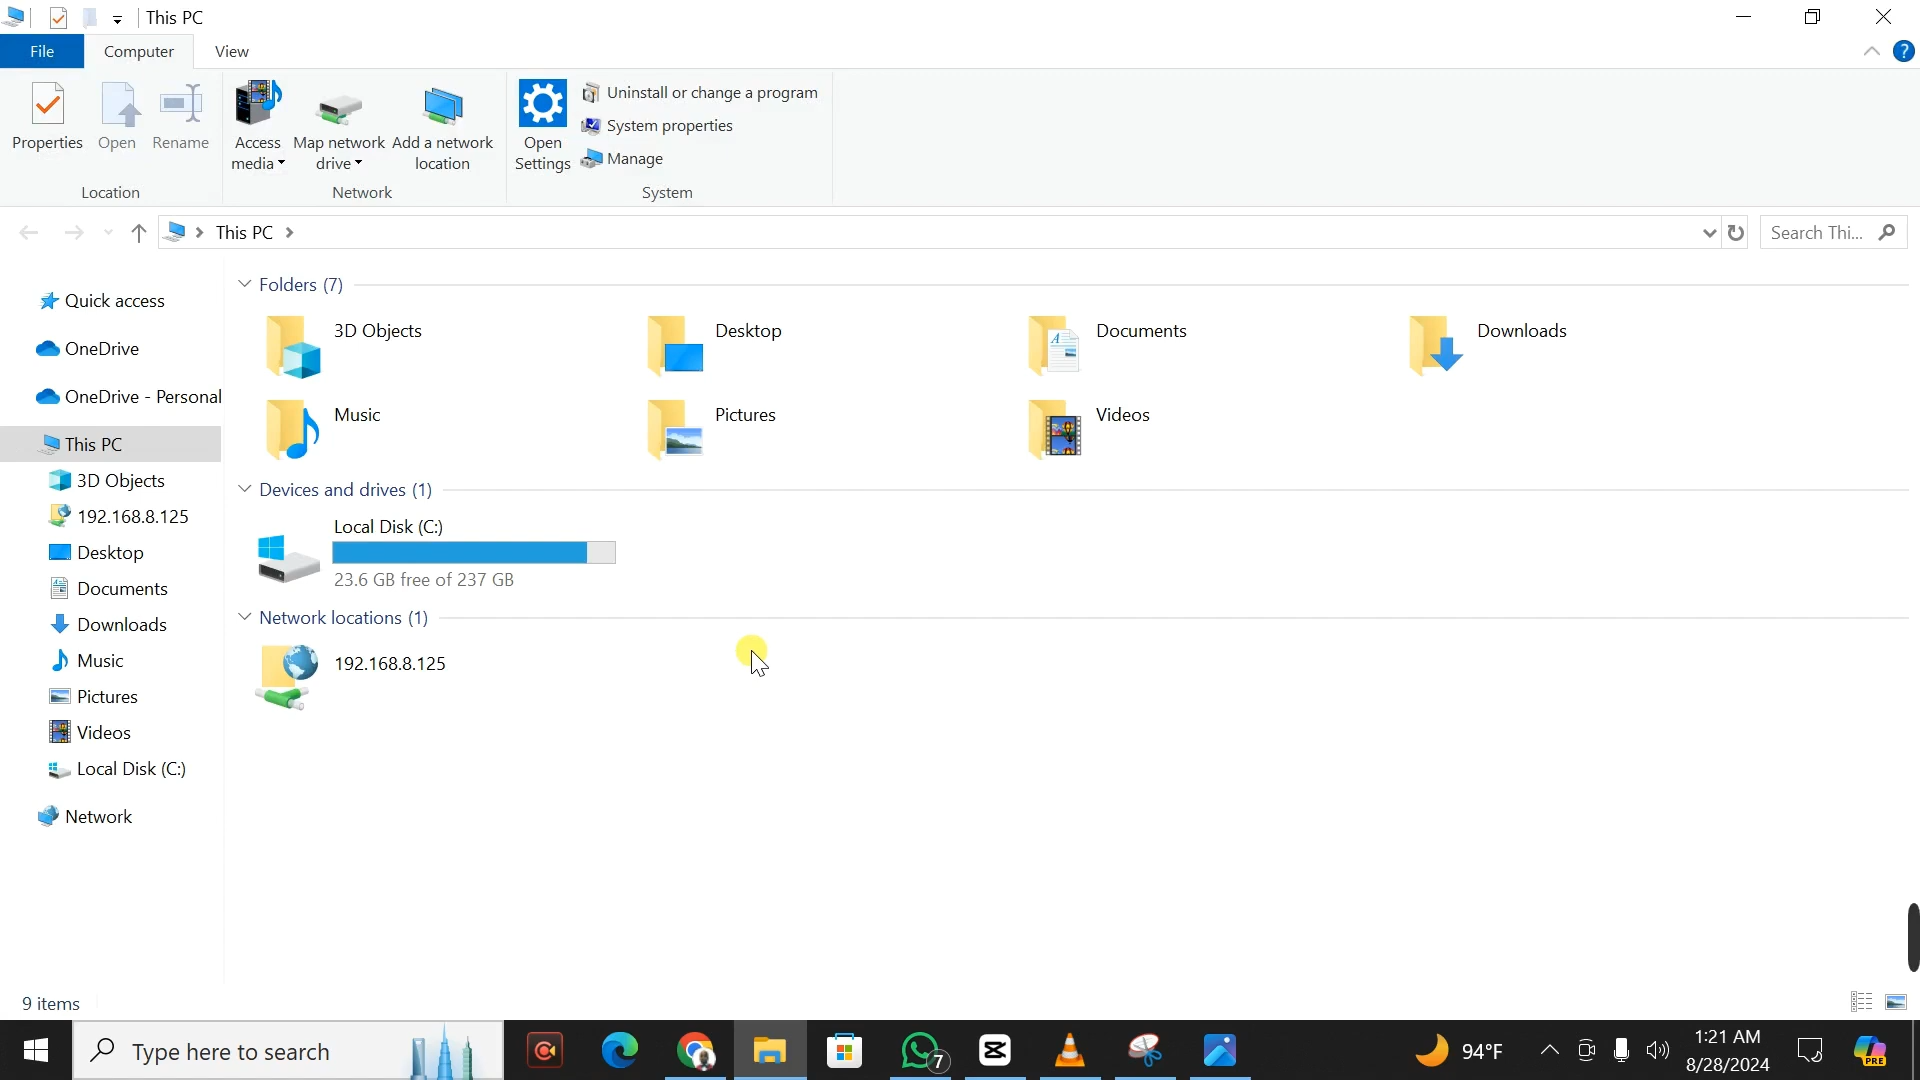 This PC
File Computer View
Properties Open Rename Access media Map network drive Add a network location Open Settings Uninstall or change a program
System properties
Manage
Location Network System
This PC Search Thi...
Quick access
OneDrive
OneDrive - Personal
This PC
3D Objects
192.168.8.125
Desktop
Documents
Downloads
Music
Pictures
Videos
Local Disk (C:)
Network
Folders (7)
3D Objects Desktop Documents Downloads
Music Pictures Videos
Devices and drives (1)
Local Disk (C:)
23.6 GB free of 237 GB
Network locations (1)
192.168.8.125
9 items
Type here to search 7 94°F 1:21 AM
8/28/2024 PRE